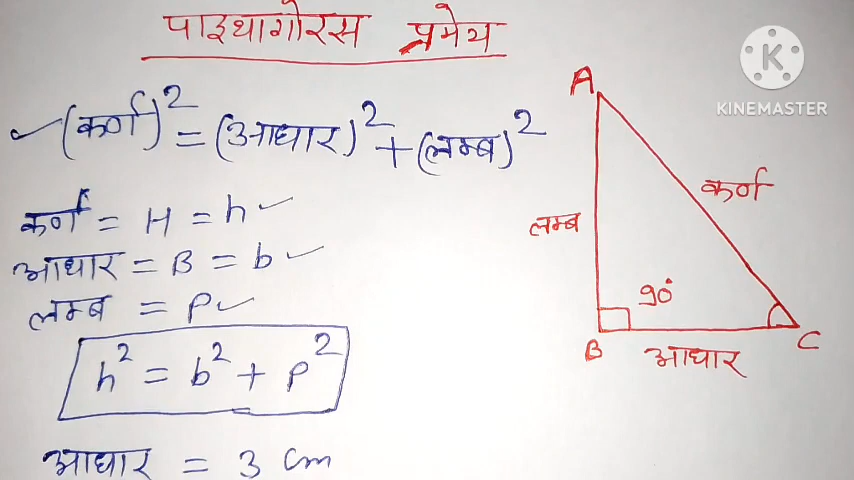 पाइथागोरस प्रमेय
(कर्ण)² = (आधार)² + (लम्ब)²
कर्ण = H = h
आधार = B = b
लम्ब = P
h² = b² + p²
आधार = 3 cm
A
लम्ब
कर्ण
90°
B
C
आधार
KINEMASTER